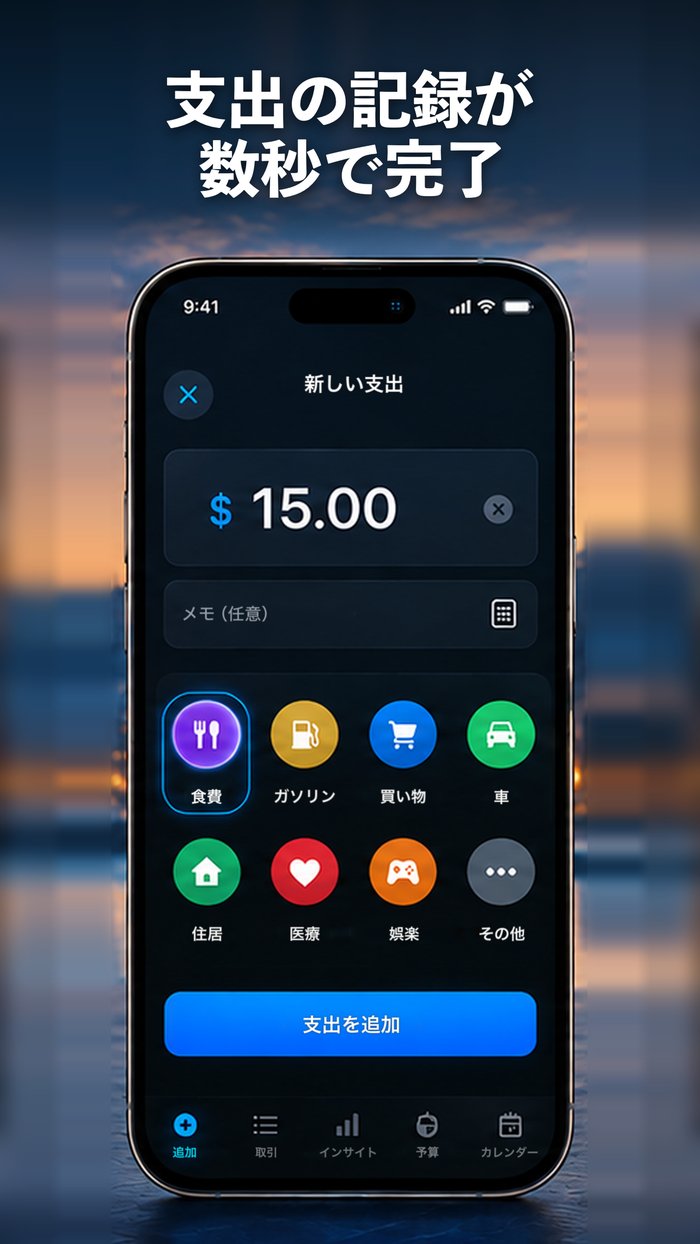 支出の記録が
数秒で完了
9:41
新しい支出
$ 15.00
メモ（任意）
食費 ガソリン 買い物 車
住居 医療 娯楽 その他
支出を追加
追加 取引 インサイト 予算 カレンダー